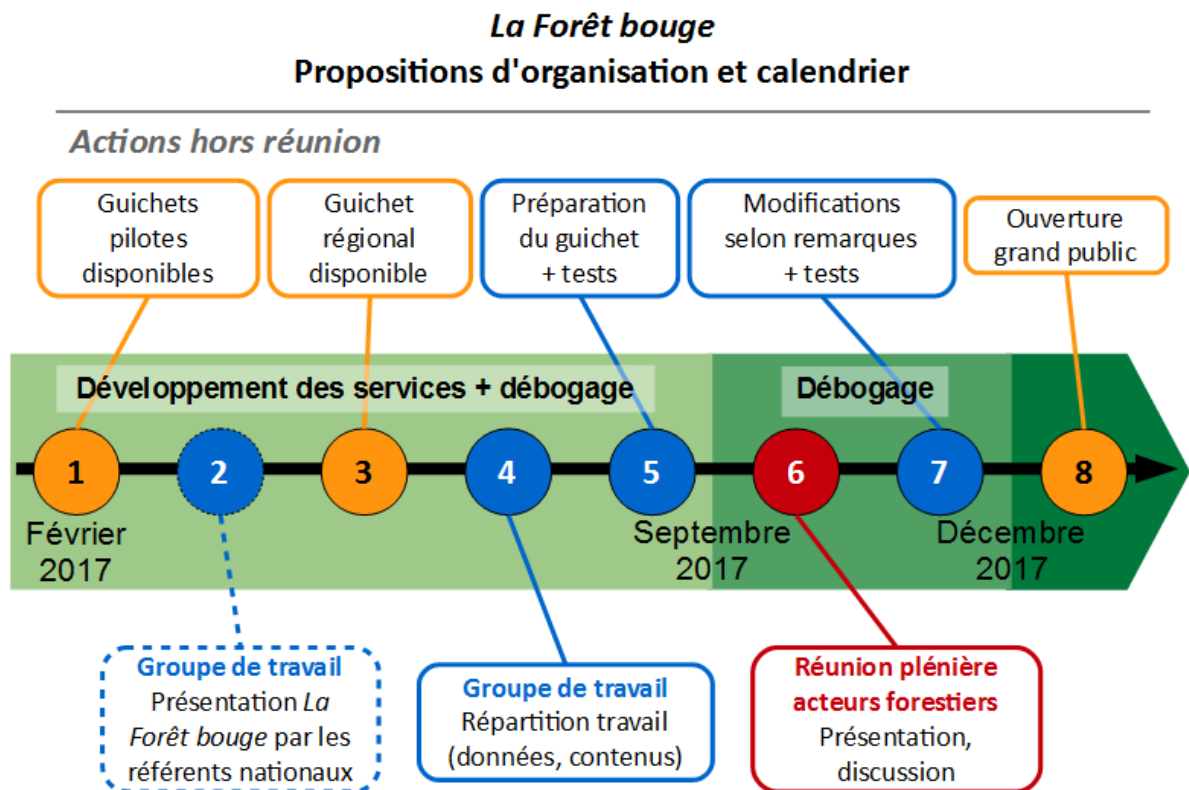 La Forêt bouge
Propositions d'organisation et calendrier
Actions hors réunion
Guichets
pilotes
disponibles
Guichet
régional
disponible
Préparation
du guichet
+ tests
Modifications
selon remarques
+ tests
Ouverture
grand public
Développement des services + débogage
Débogage
1
2
3
4
5
6
7
8
Février
2017
Septembre
2017
Décembre
2017
Groupe de travail
Présentation La
Forêt bouge par les
référents nationaux
Groupe de travail
Répartition travail
(données, contenus)
Réunion plénière
acteurs forestiers
Présentation,
discussion